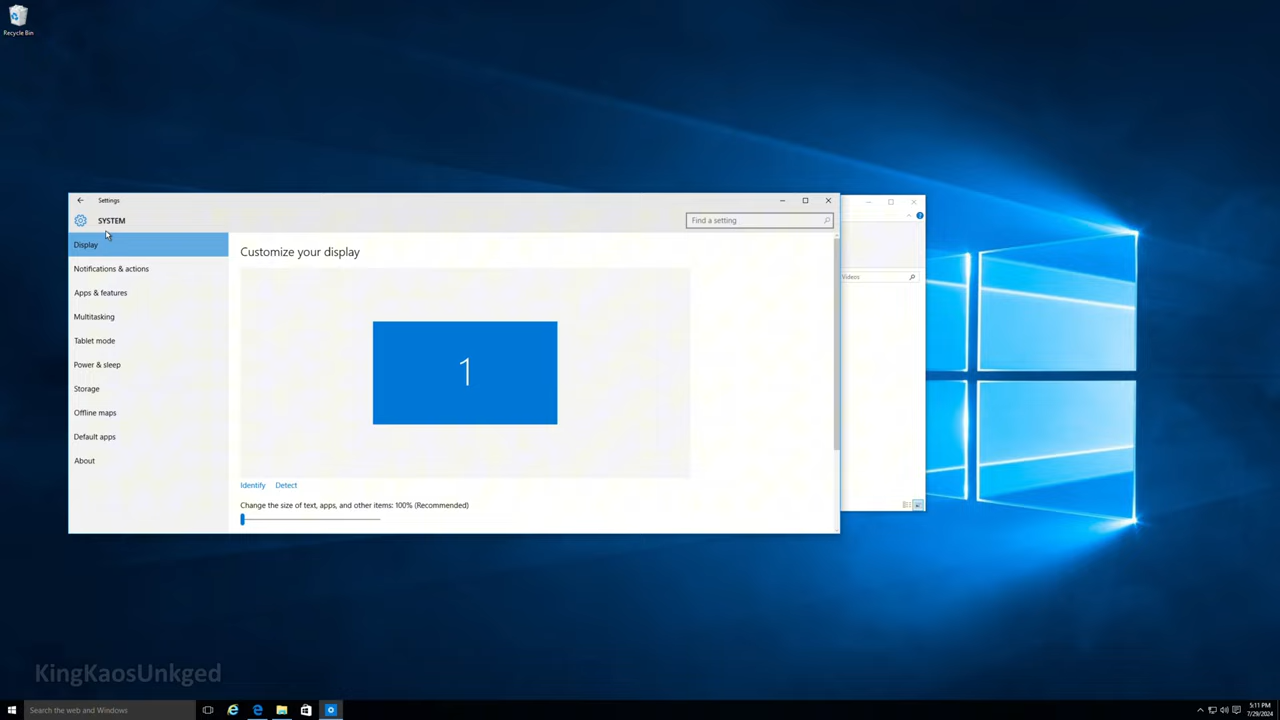 Recycle Bin
Settings
SYSTEM
Find a setting
Display
Customize your display
Notifications & actions
Videos
Apps & features
Multitasking
Tablet mode
1
Power & sleep
Storage
Offline maps
Default apps
About
Identify Detect
Change the size of text, apps, and other items: 100% (Recommended)
KingKaosUnkged
Search the web and Windows
5:11 PM
7/29/2024